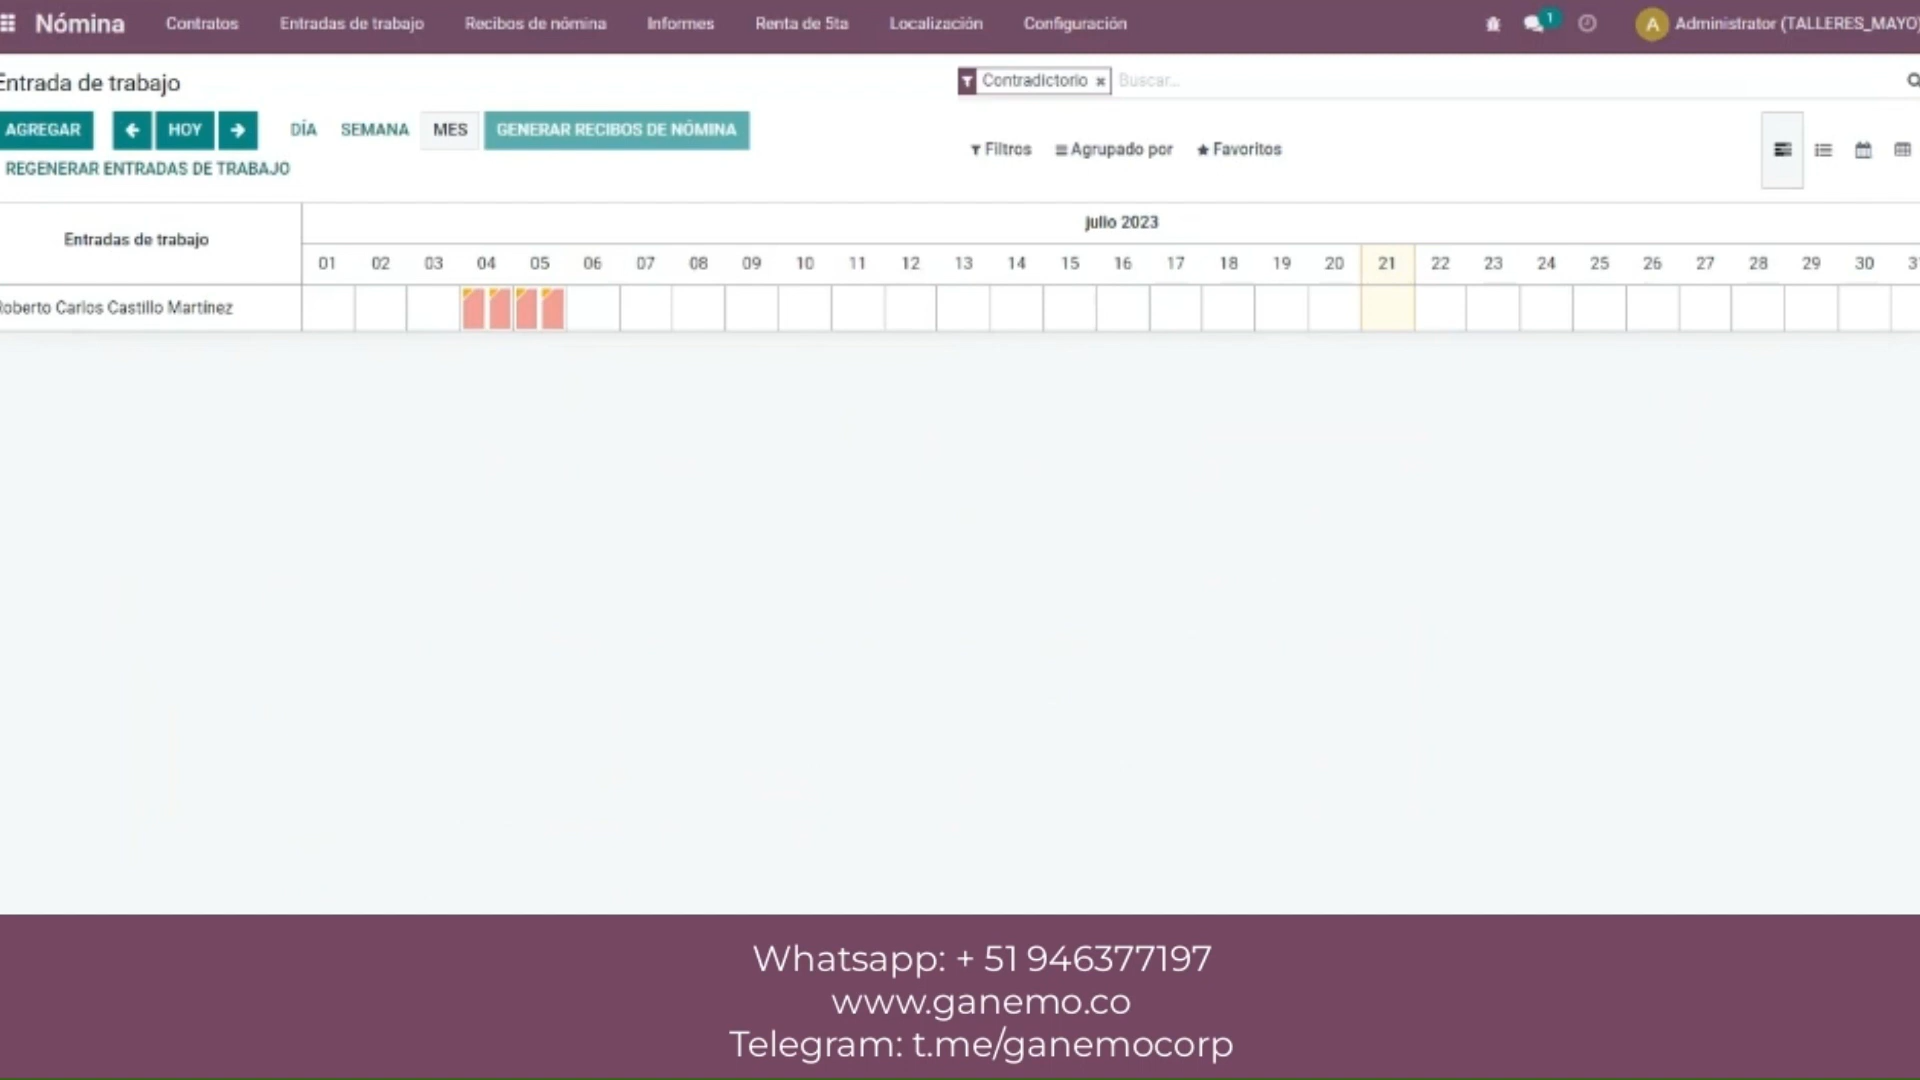 Nómina Contratos Entradas de trabajo Recibos de nómina Informes Renta de 5ta Localización Configuración 1 A Administrator (TALLERES_MAYO)
Entrada de trabajo
Contradictorio × Buscar...
AGREGAR HOY DÍA SEMANA MES GENERAR RECIBOS DE NÓMINA
REGENERAR ENTRADAS DE TRABAJO
Filtros Agrupado por Favoritos
Entradas de trabajo
julio 2023
01 02 03 04 05 06 07 08 09 10 11 12 13 14 15 16 17 18 19 20 21 22 23 24 25 26 27 28 29 30
Roberto Carlos Castillo Martínez
Whatsapp: + 51 946377197
www.ganemo.co
Telegram: t.me/ganemocorp